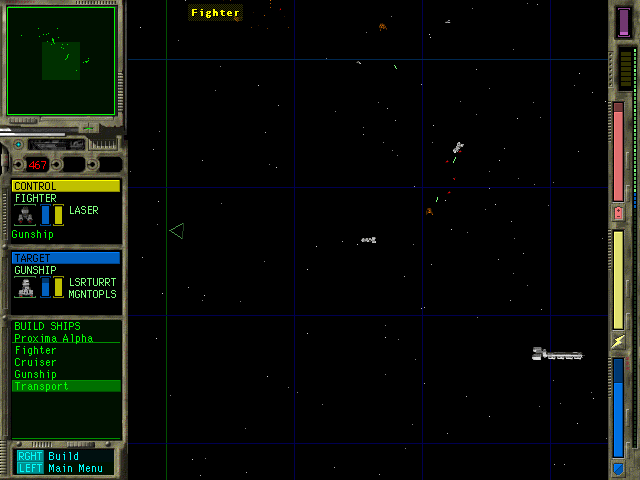 Fighter
467
CONTROL
FIGHTER
LASER
Gunship
TARGET
GUNSHIP
LSRTURRT
MGNTOPLS
BUILD SHIPS
Proxima Alpha
Fighter
Cruiser
Gunship
Transport
RGHT Build
LEFT Main Menu